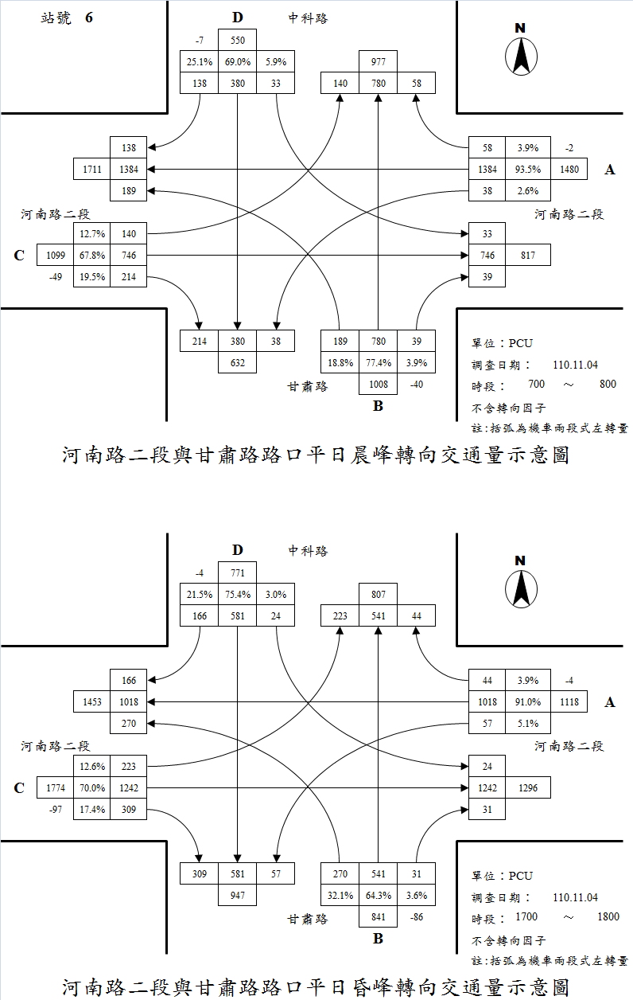 站號 6
D 中科路
N
-7 550
25.1% 69.0% 5.9%
138 380 33
977
140 780 58
138
1711 1384
189
58 3.9% -2
1384 93.5% 1480
38 2.6%
A
河南路二段
河南路二段
12.7% 140
C 1099 67.8% 746
-49 19.5% 214
33
746 817
39
214 380 38
632
189 780 39
18.8% 77.4% 3.9%
1008 -40
甘肅路
B
單位：PCU
調查日期： 110.11.04
時段： 700 ～ 800
不含轉向因子
註:括弧為機車兩段式左轉量
河南路二段與甘肅路路口平日晨峰轉向交通量示意圖
D 中科路
N
-4 771
21.5% 75.4% 3.0%
166 581 24
807
223 541 44
166
1453 1018
270
44 3.9% -4
1018 91.0% 1118
57 5.1%
A
河南路二段
河南路二段
12.6% 223
C 1774 70.0% 1242
-97 17.4% 309
24
1242 1296
31
309 581 57
947
270 541 31
32.1% 64.3% 3.6%
841 -86
甘肅路
B
單位：PCU
調查日期： 110.11.04
時段： 1700 ～ 1800
不含轉向因子
註:括弧為機車兩段式左轉量
河南路二段與甘肅路路口平日昏峰轉向交通量示意圖